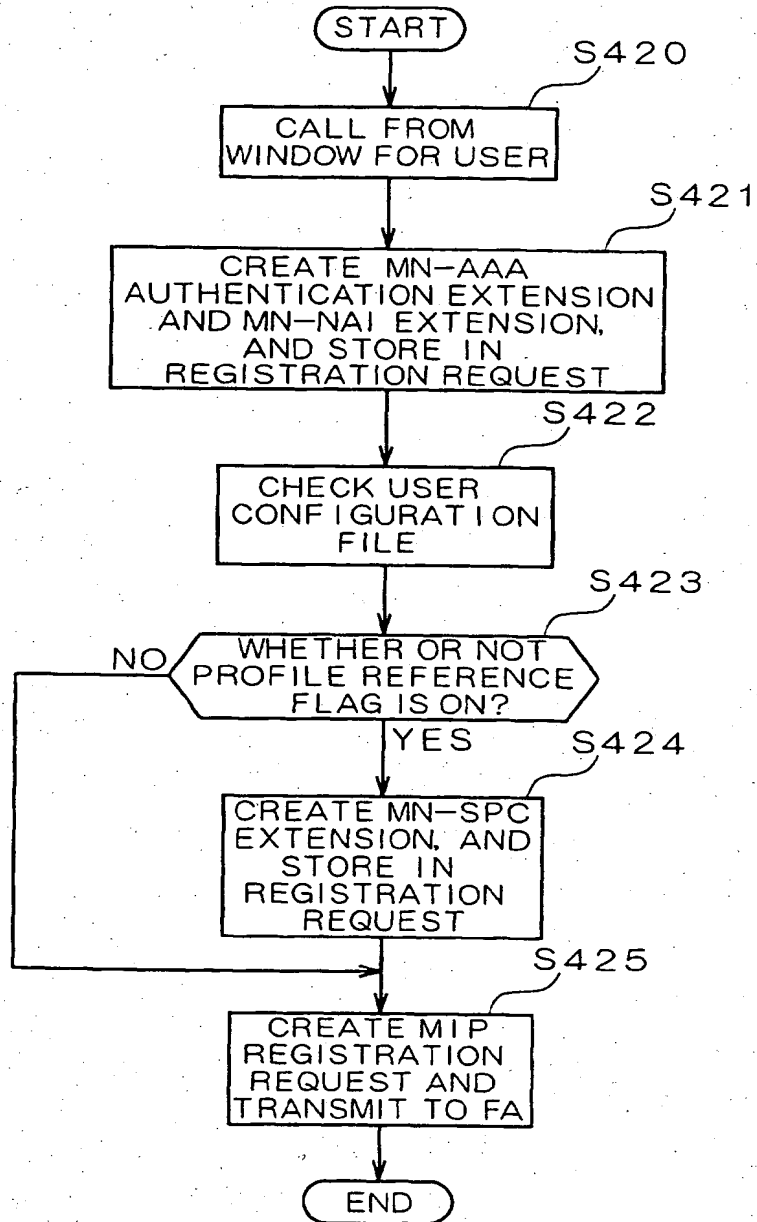 START
S420
CALL FROM
WINDOW FOR USER
S421
CREATE MN-AAA
AUTHENTICATION EXTENSION
AND MN-NAI EXTENSION,
AND STORE IN
REGISTRATION REQUEST
S422
CHECK USER
CONFIGURATION
FILE
S423
WHETHER OR NOT
PROFILE REFERENCE
FLAG IS ON?
NO
YES
S424
CREATE MN-SPC
EXTENSION, AND
STORE IN
REGISTRATION
REQUEST
S425
CREATE MIP
REGISTRATION
REQUEST AND
TRANSMIT TO FA
END